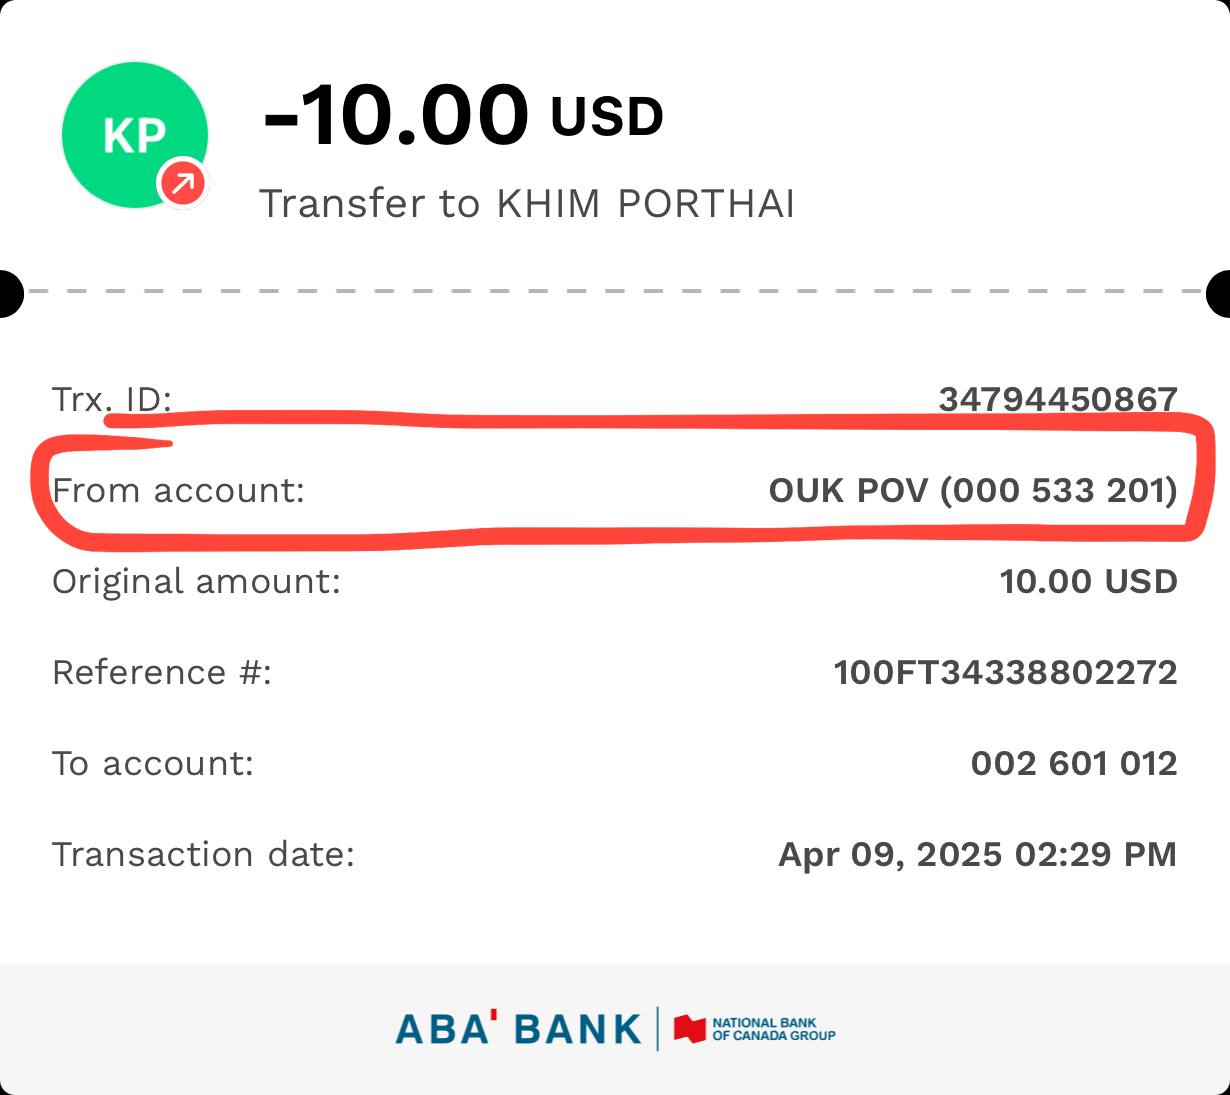 KP
-10.00 USD
Transfer to KHIM PORTHAI
Trx. ID: 34794450867
From account: OUK POV (000 533 201)
Original amount: 10.00 USD
Reference #: 100FT34338802272
To account: 002 601 012
Transaction date: Apr 09, 2025 02:29 PM
ABA' BANK
NATIONAL BANK
OF CANADA GROUP